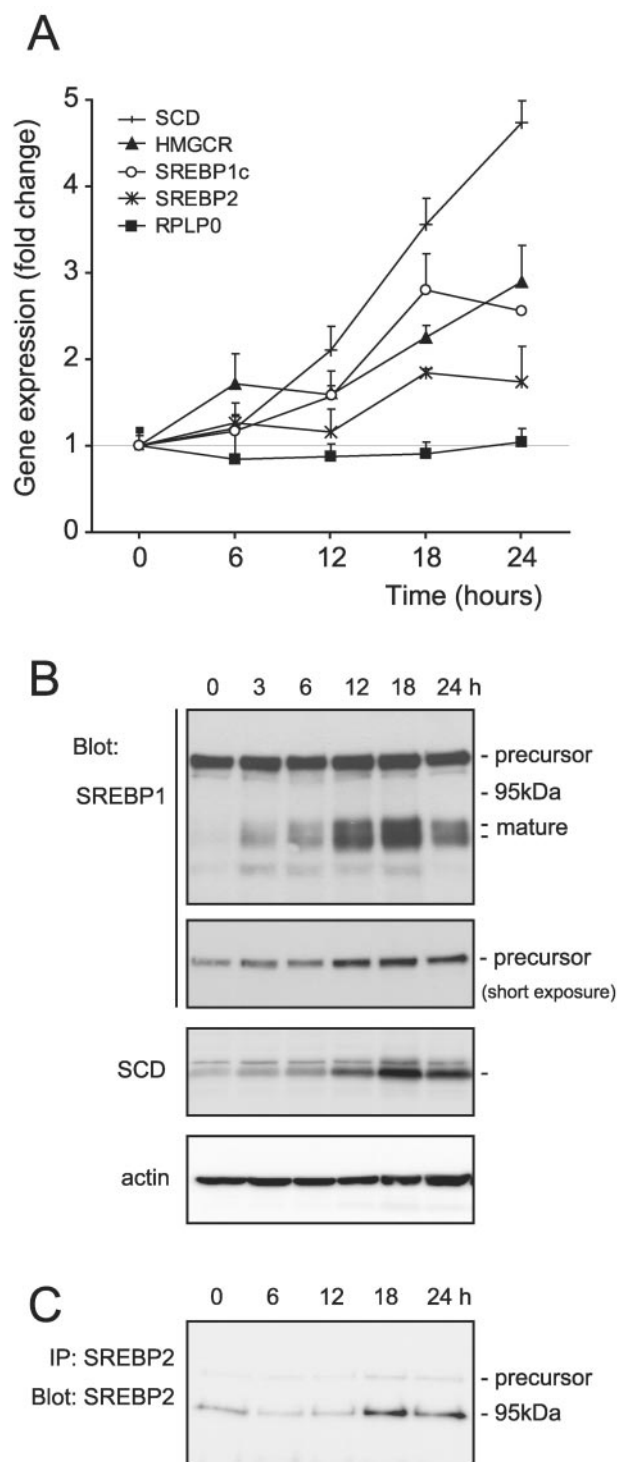 A
Gene expression (fold change)
5
4
3
2
1
0
SCD
HMGCR
SREBP1c
SREBP2
RPLP0
0 6 12 18 24
Time (hours)
B
0 3 6 12 18 24 h
Blot:
SREBP1
- precursor
- 95kDa
- mature
- precursor
(short exposure)
SCD
-
actin
C
0 6 12 18 24 h
IP: SREBP2
Blot: SREBP2
- precursor
- 95kDa